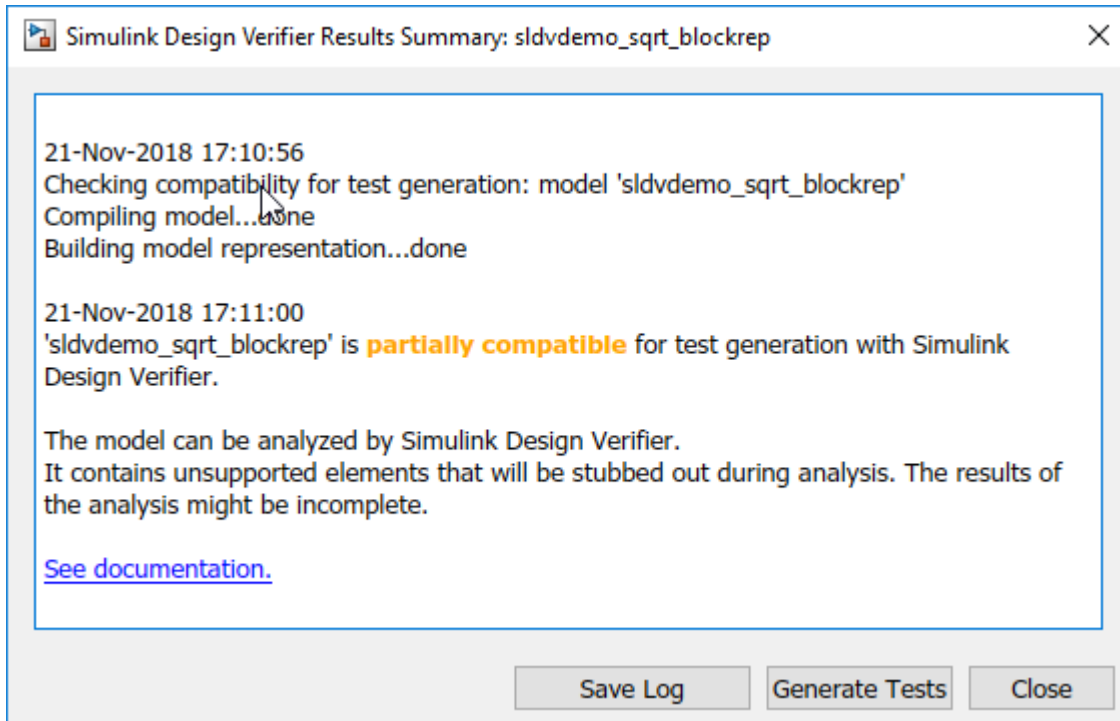 Simulink Design Verifier Results Summary: sldvdemo_sqrt_blockrep
21-Nov-2018 17:10:56
Checking compatibility for test generation: model 'sldvdemo_sqrt_blockrep'
Compiling model...done
Building model representation...done
21-Nov-2018 17:11:00
'sldvdemo_sqrt_blockrep' is partially compatible for test generation with Simulink
Design Verifier.
The model can be analyzed by Simulink Design Verifier.
It contains unsupported elements that will be stubbed out during analysis. The results of
the analysis might be incomplete.
See documentation.
Save Log
Generate Tests
Close